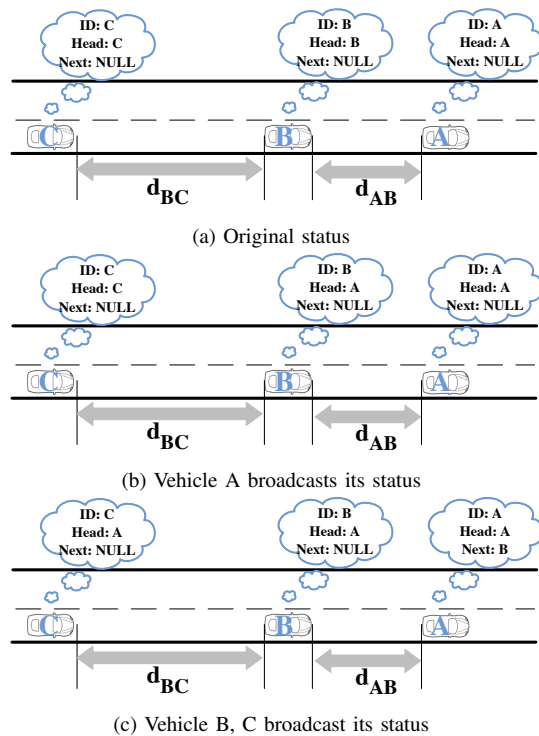 ID: C
Head: C
Next: NULL
ID: B
Head: B
Next: NULL
ID: A
Head: A
Next: NULL
C
B
A
dBC
dAB
(a) Original status
ID: C
Head: C
Next: NULL
ID: B
Head: A
Next: NULL
ID: A
Head: A
Next: NULL
C
B
A
dBC
dAB
(b) Vehicle A broadcasts its status
ID: C
Head: A
Next: NULL
ID: B
Head: A
Next: NULL
ID: A
Head: A
Next: B
C
B
A
dBC
dAB
(c) Vehicle B, C broadcast its status